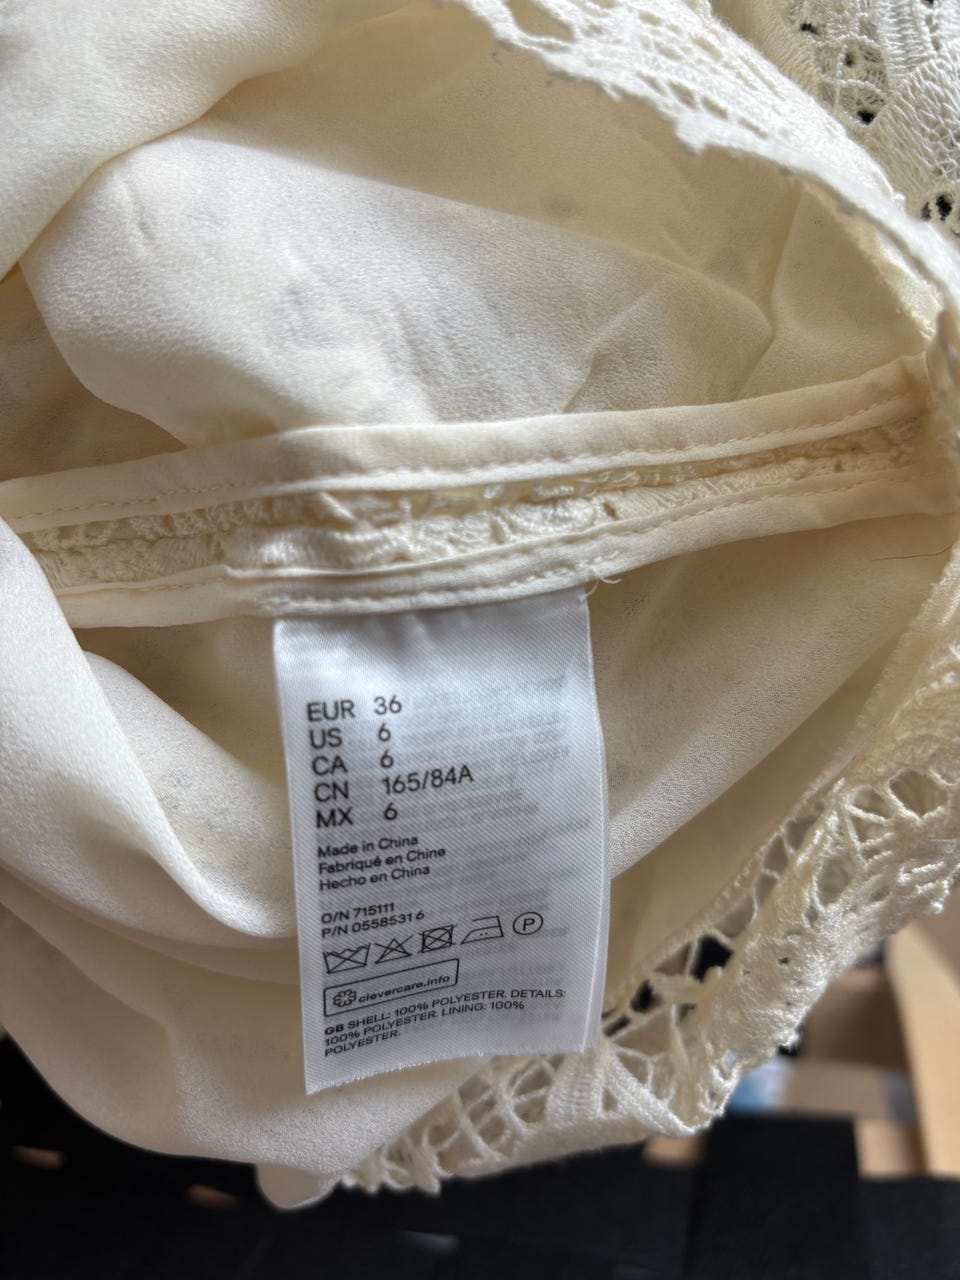 EUR 36
US 6
CA 6
CN 165/84A
MX 6
Made in China
Fabriqué en Chine
Hecho en China
O/N 715111
P/N 05585316
P
clevercare.info
GB SHELL: 100% POLYESTER. DETAILS:
100% POLYESTER. LINING: 100%
POLYESTER.